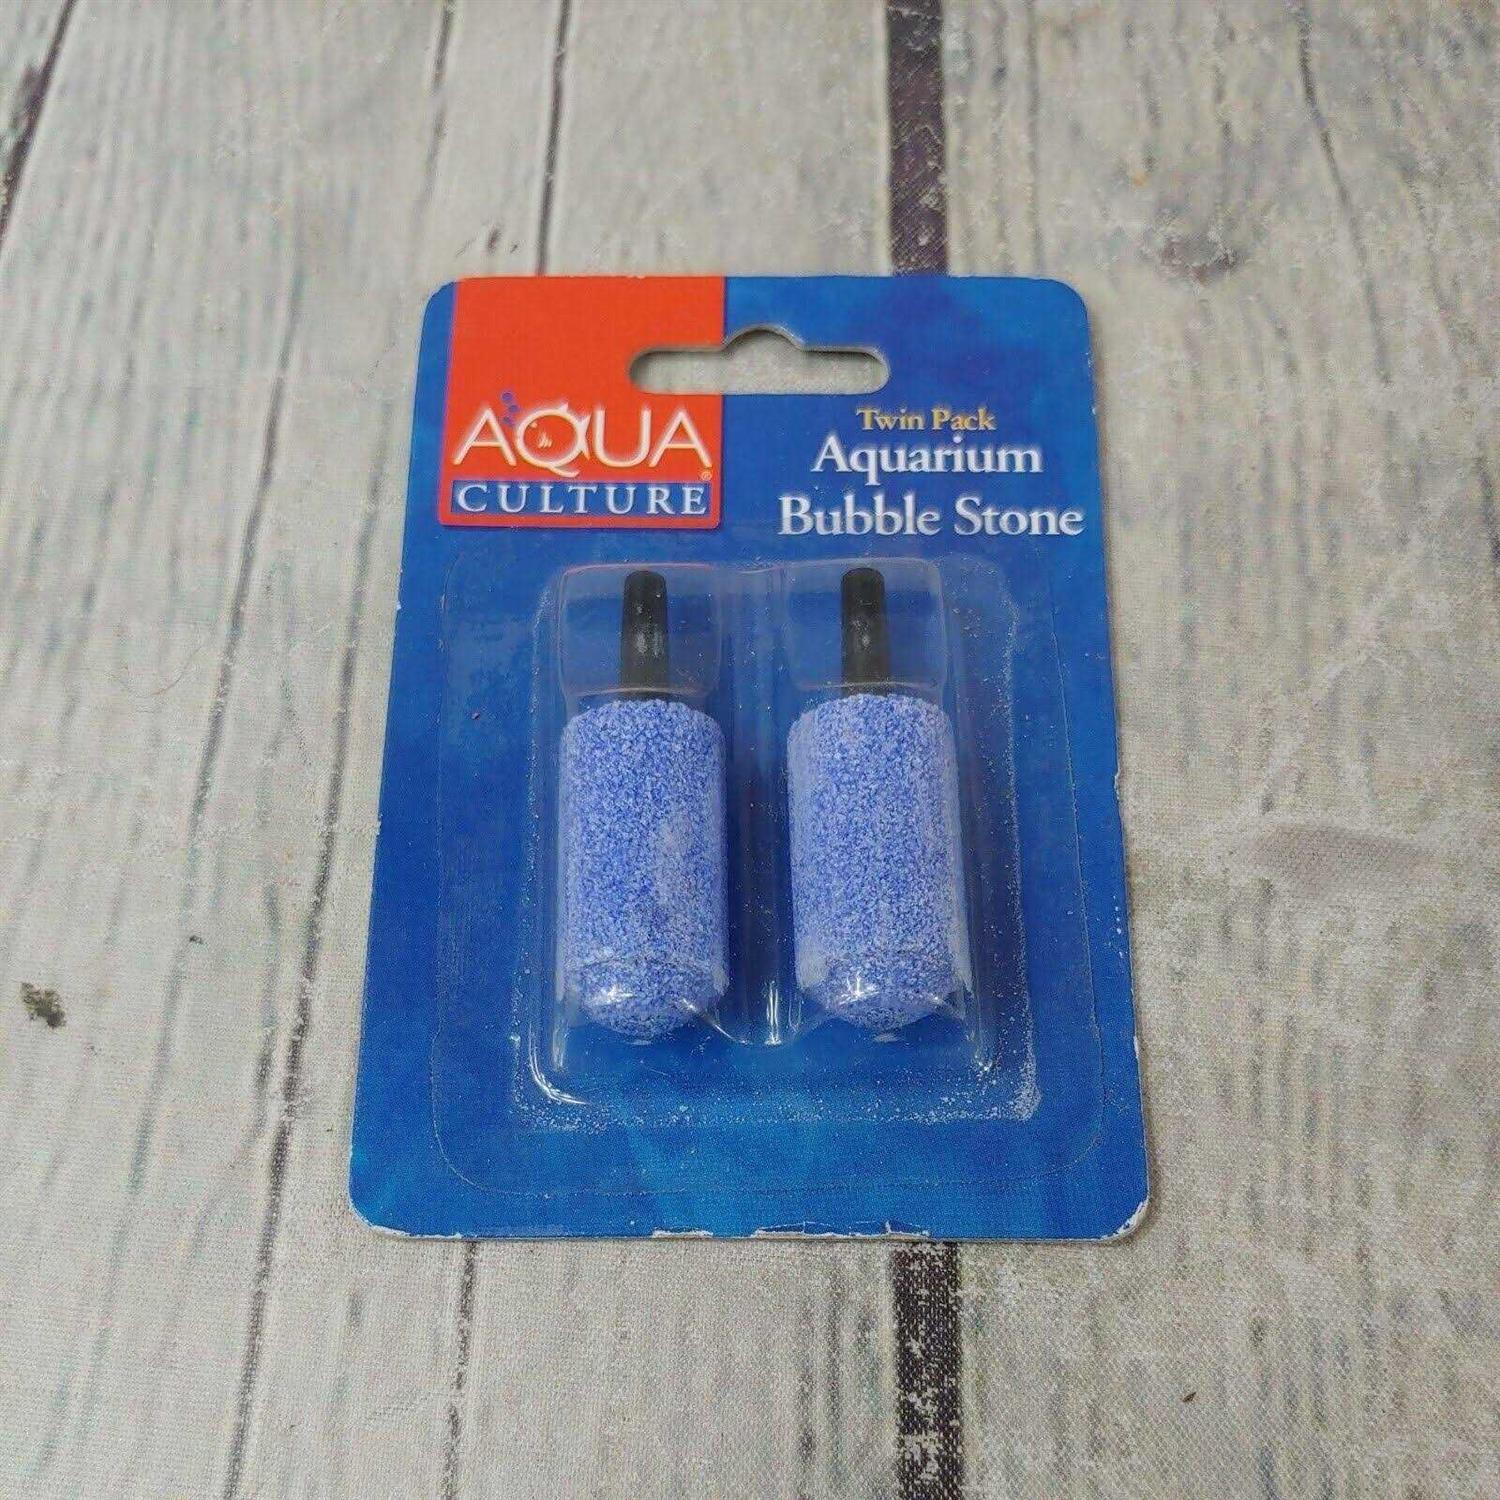 AQUA
CULTURE®
Twin Pack
Aquarium
Bubble Stone